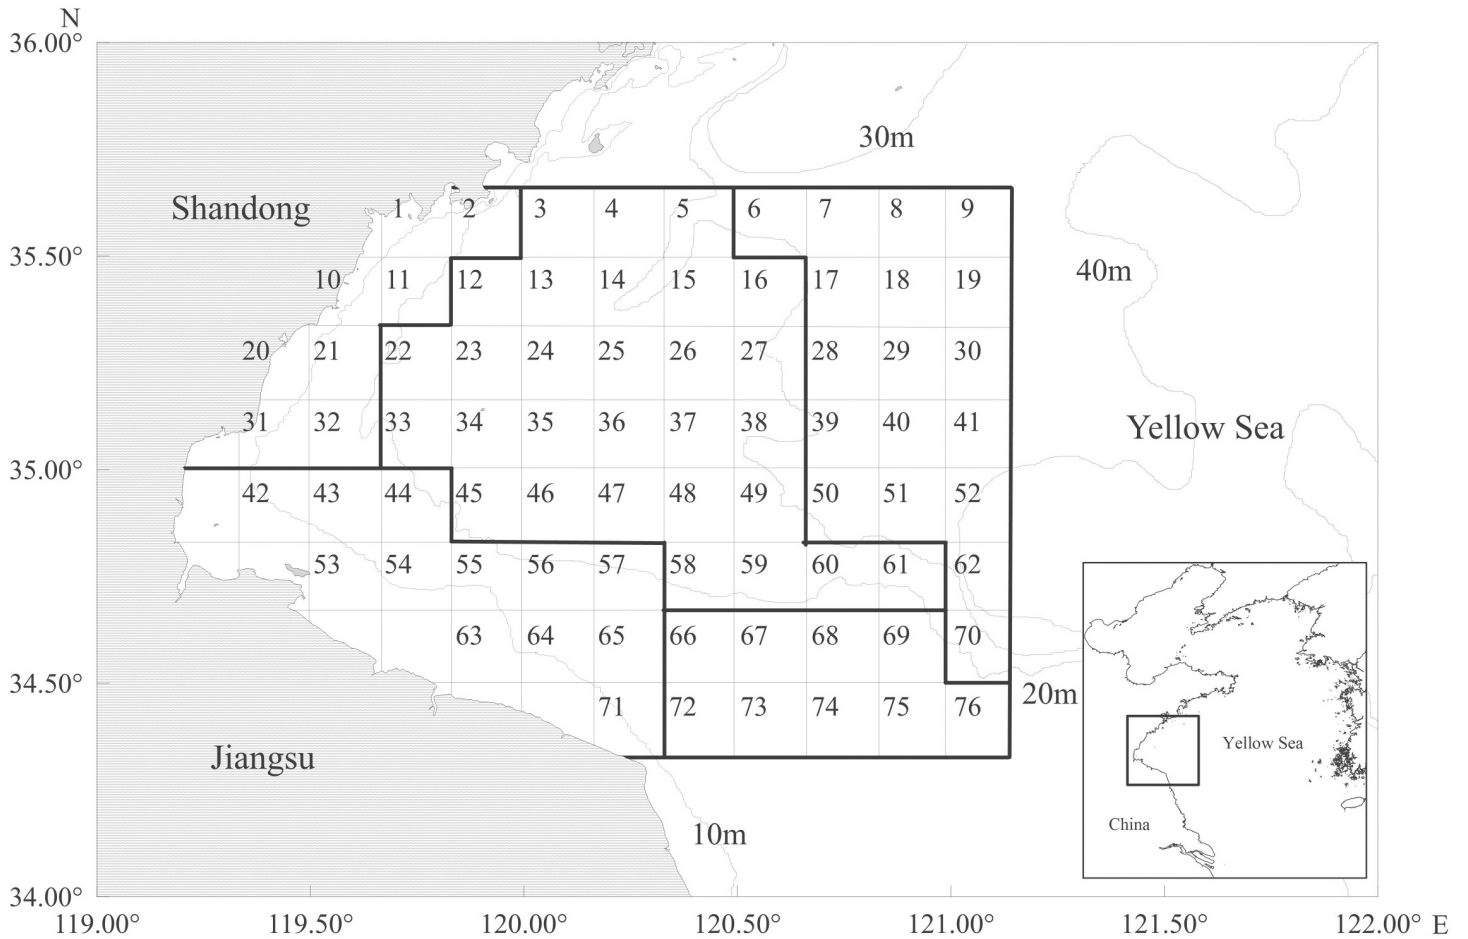 N
36.00°
30m
Shandong
1 2 3 4 5 6 7 8 9
35.50°
40m
10 11 12 13 14 15 16 17 18 19
20 21 22 23 24 25 26 27 28 29 30
31 32 33 34 35 36 37 38 39 40 41
Yellow Sea
35.00°
42 43 44 45 46 47 48 49 50 51 52
53 54 55 56 57 58 59 60 61 62
63 64 65 66 67 68 69 70
34.50°
20m
71 72 73 74 75 76
Jiangsu
Yellow Sea
China
10m
34.00°
119.00° 119.50° 120.00° 120.50° 121.00° 121.50° 122.00° E